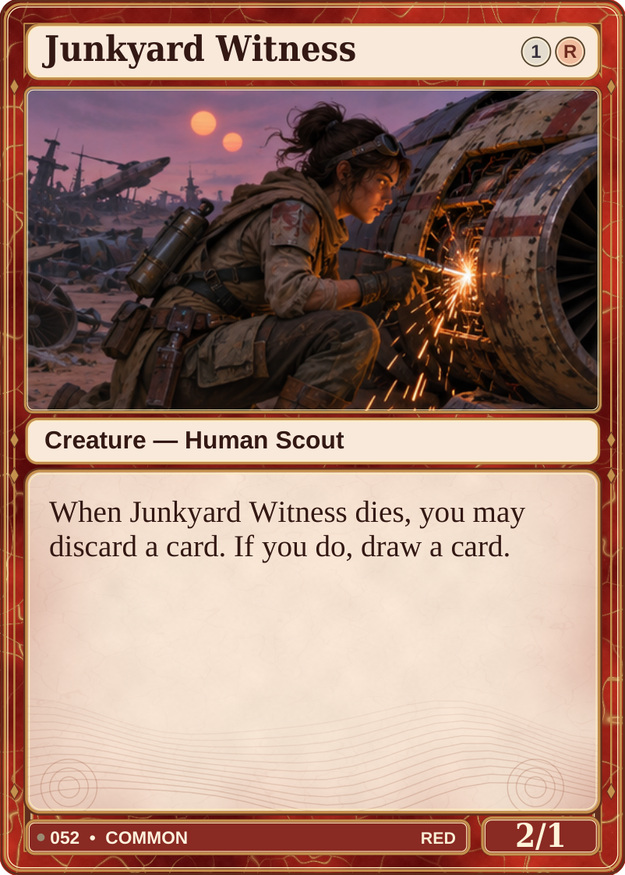 Junkyard Witness
1 R
Creature — Human Scout
When Junkyard Witness dies, you may
discard a card. If you do, draw a card.
052 • COMMON
RED
2/1